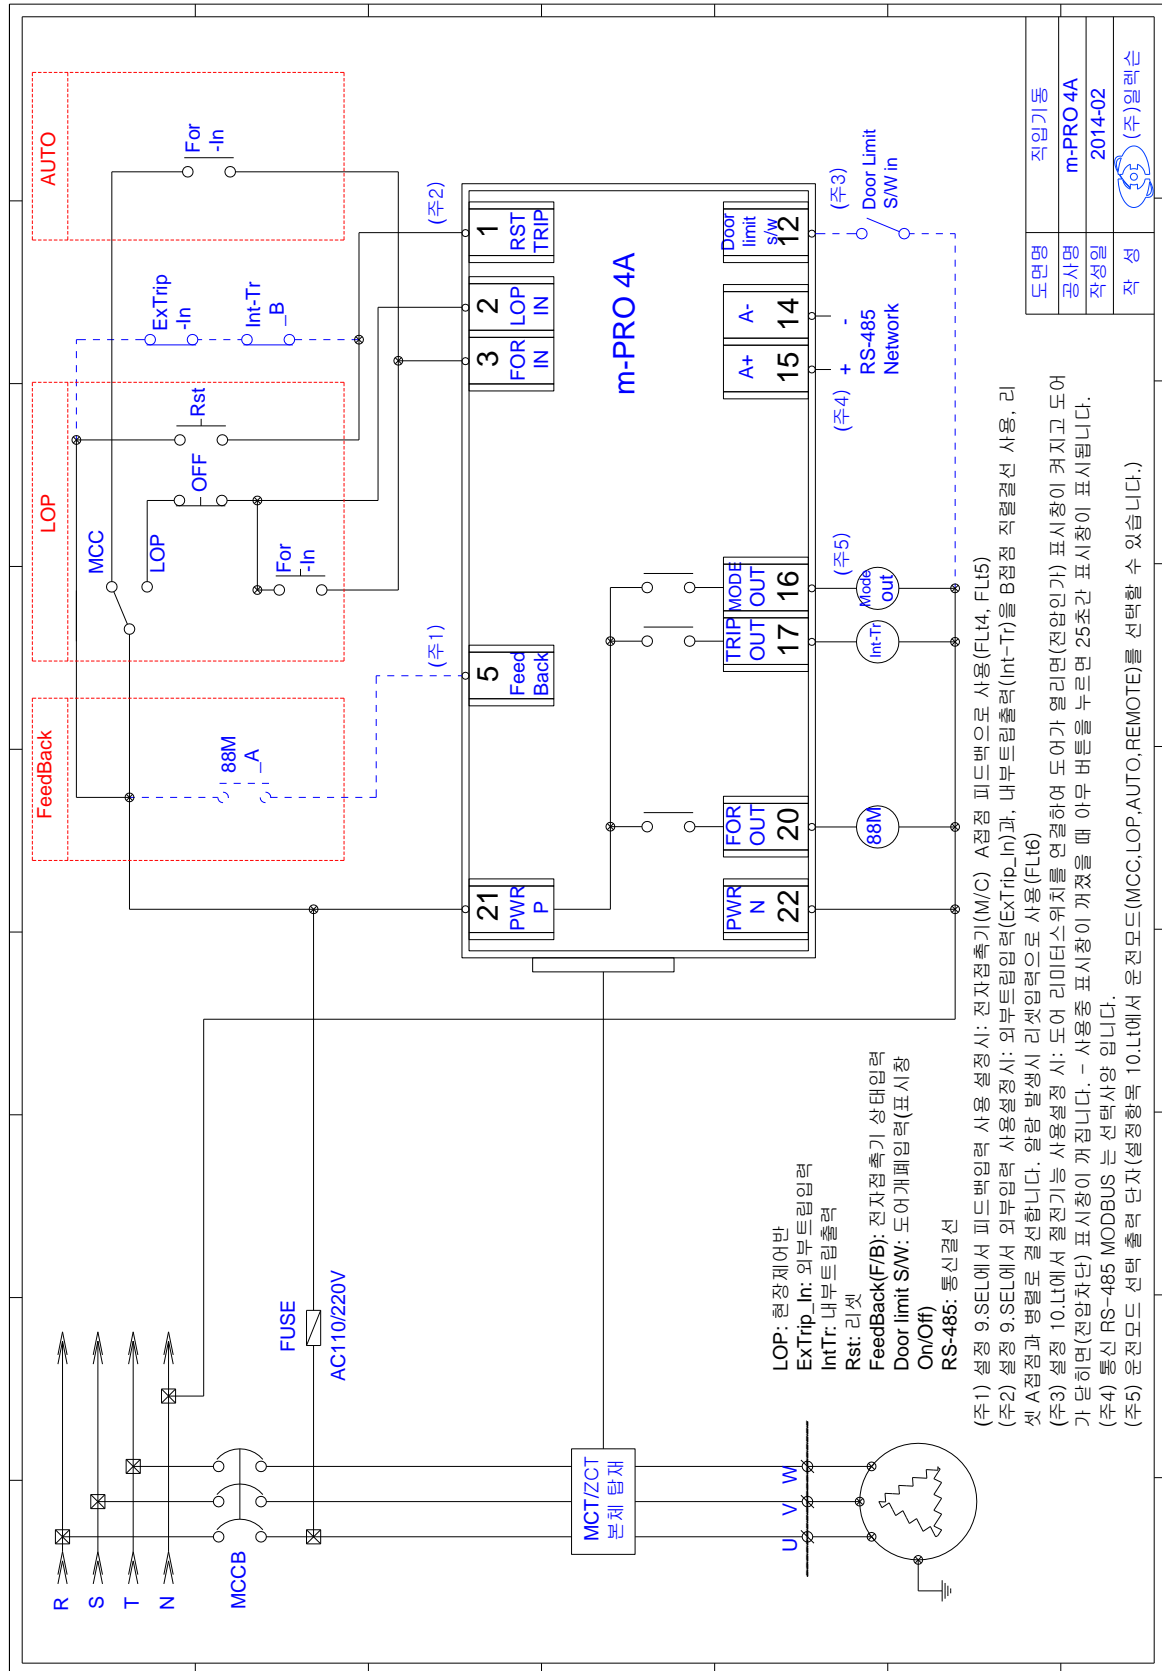 R
S
T
N
MCCB
FUSE
AC110/220V
MCT/ZCT
본체 탑재
U
V
W
FeedBack
88M
_A
LOP
MCC
LOP
OFF
Rst
For
-In
AUTO
For
-In
ExTrip
-In
Int-Tr
_B
(주1)
(주2)
21
PWR
P
5
Feed
Back
3
FOR
IN
2
LOP
IN
1
RST
TRIP
m-PRO 4A
PWR
N
22
FOR
OUT
20
TRIP
OUT
17
MODE
OUT
16
A+
15
A-
14
Door
limit
s/w
12
88M
Int-Tr
Mode
out
(주5)
(주4)
+
-
RS-485
Network
(주3)
Door Limit
S/W in
LOP: 현장제어반
ExTrip_In: 외부트립입력
IntTr: 내부트립출력
Rst: 리셋
FeedBack(F/B): 전자접촉기 상태입력
Door limit S/W: 도어개폐입력(표시창
On/Off)
RS-485: 통신결선
(주1) 설정 9.SEL에서 피드백입력 사용 설정시: 전자접촉기(M/C) A접점 피드백으로 사용(FLt4, FLt5)
(주2) 설정 9.SEL에서 외부입력 사용설정시: 외부트립입력(ExTrip_In)과, 내부트립출력(Int-Tr)을 B접점 직렬결선 사용, 리
셋 A접점과 병렬로 결선합니다. 알람 발생시 리셋입력으로 사용(FLt6)
(주3) 설정 10.Lt에서 절전기능 사용설정 시: 도어 리미터스위치를 연결하여 도어가 열리면(전압인가) 표시창이 켜지고 도어
가 닫히면(전압차단) 표시창이 꺼집니다. - 사용중 표시창이 꺼졌을 때 아무 버튼을 누르면 25초간 표시창이 표시됩니다.
(주4) 통신 RS-485 MODBUS 는 선택사양 입니다.
(주5) 운전모드 선택 출력 단자(설정항목 10.Lt에서 운전모드(MCC,LOP,AUTO,REMOTE)를 선택할 수 있습니다.)
도면명 직입기동
공사명 m-PRO 4A
작성일 2014-02
작 성 (주)일렉슨